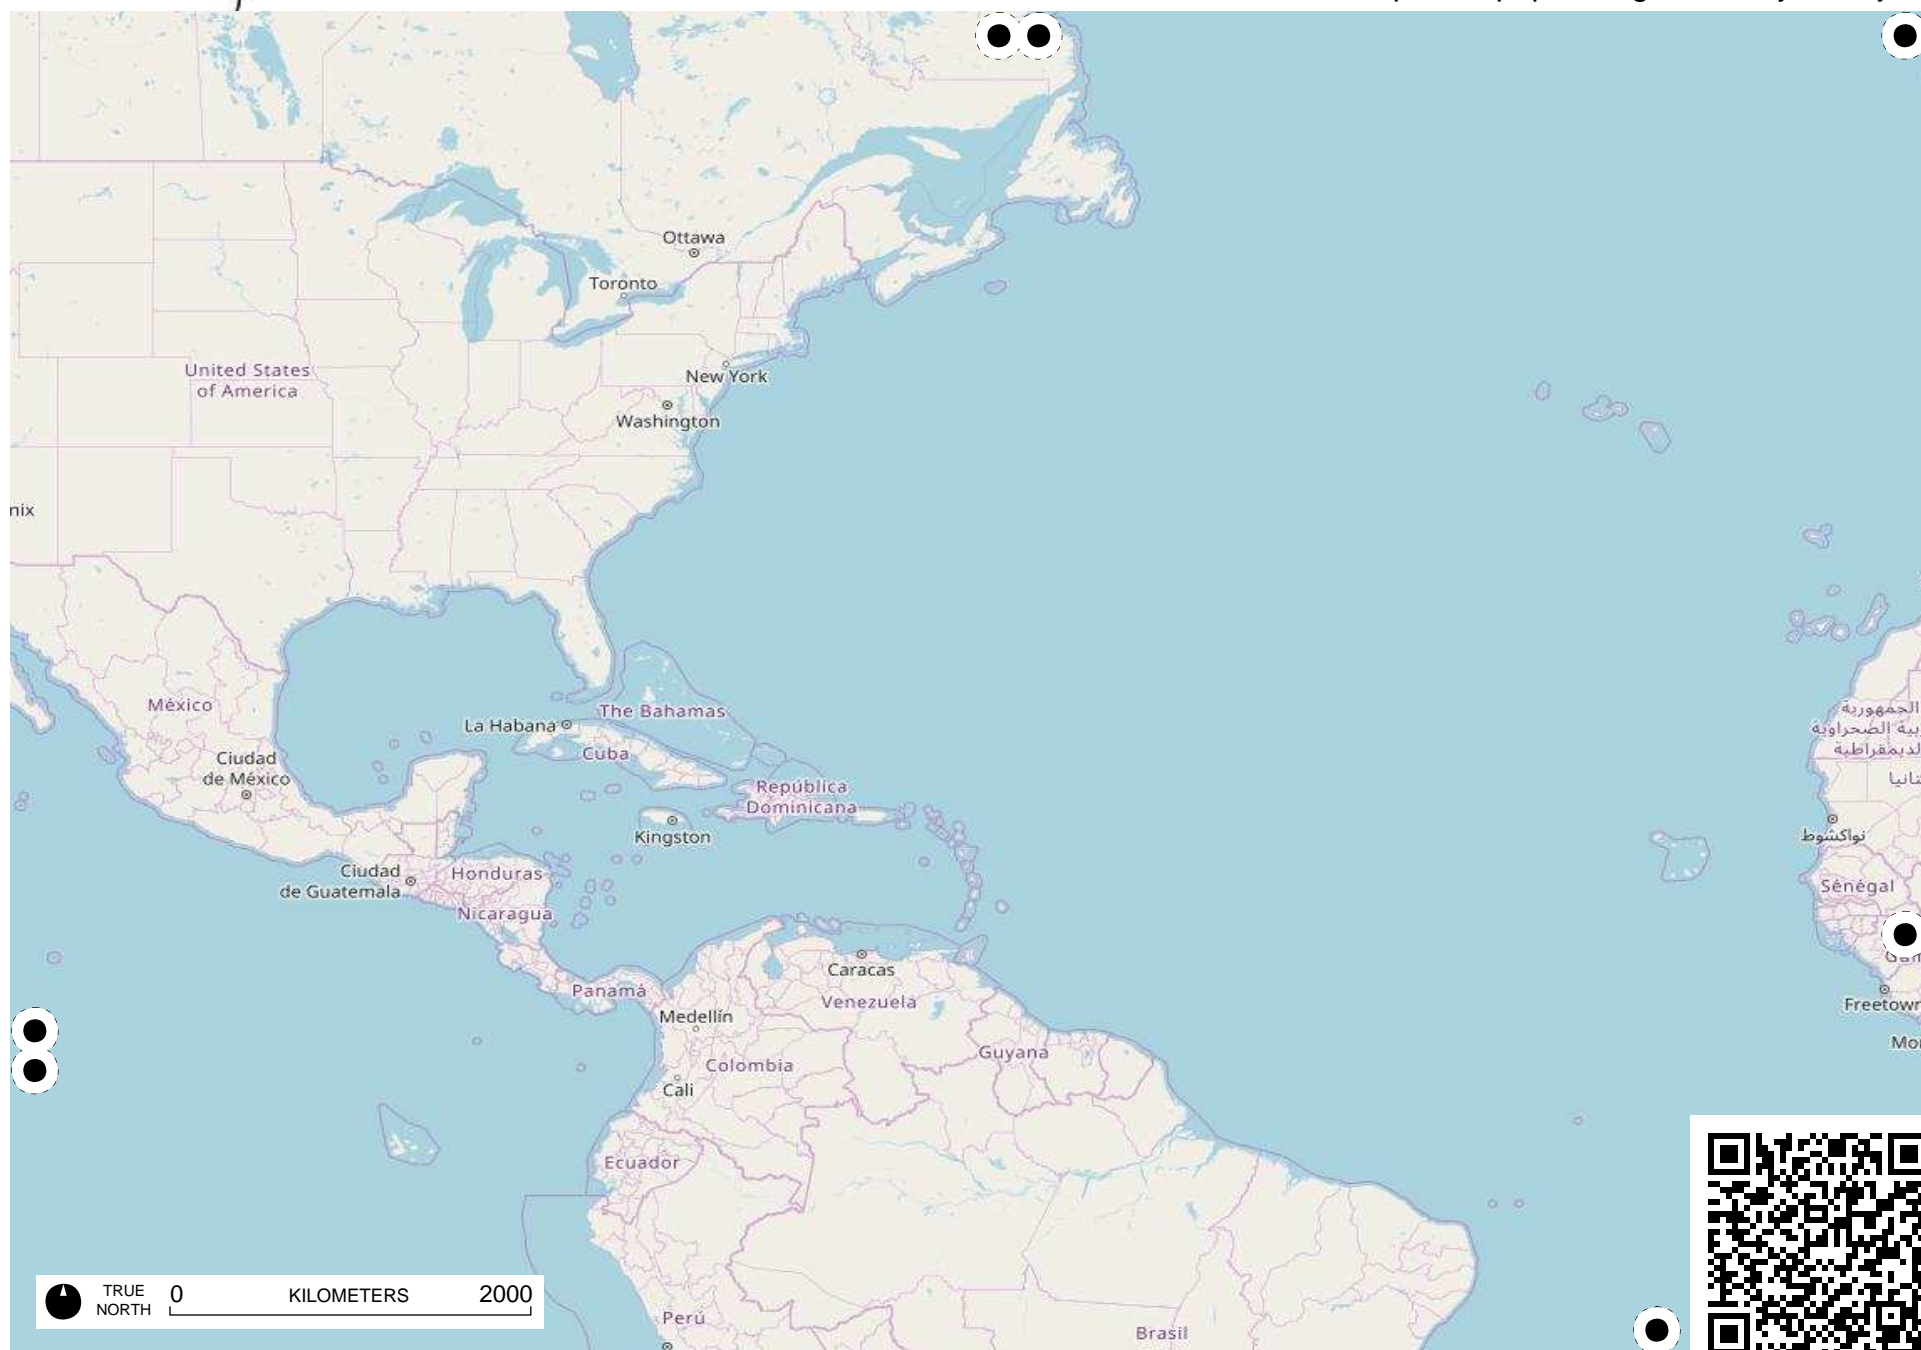 Ottawa
Toronto
United States
of America
New York
Washington
nix
México
La Habana
The Bahamas
Cuba
Ciudad
de México
República
Dominicana
Kingston
Ciudad
de Guatemala
Honduras
Nicaragua
الجمهورية
نواكشوط
Sénégal
Caracas
Panamá
Venezuela
Freetown
Medellín
Guyana
Colombia
Cali
Ecuador
TRUE
NORTH
0 KILOMETERS 2000
Perú
Brasil